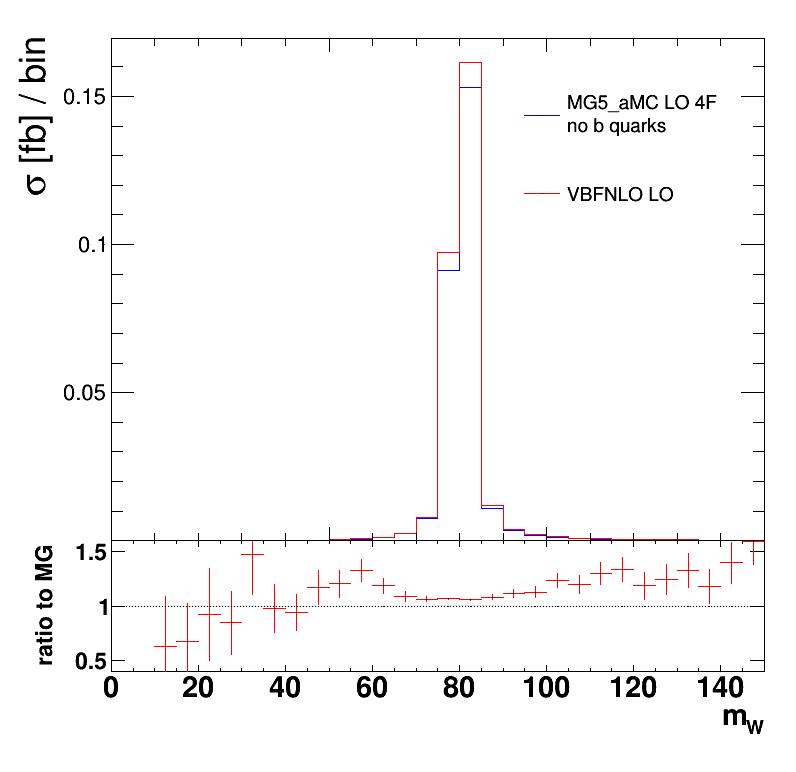 σ [fb] / bin
0.15
0.1
0.05
MG5_aMC LO 4F
no b quarks
VBFNLO LO
ratio to MG
1.5
1
0.5
0 20 40 60 80 100 120 140
m_W